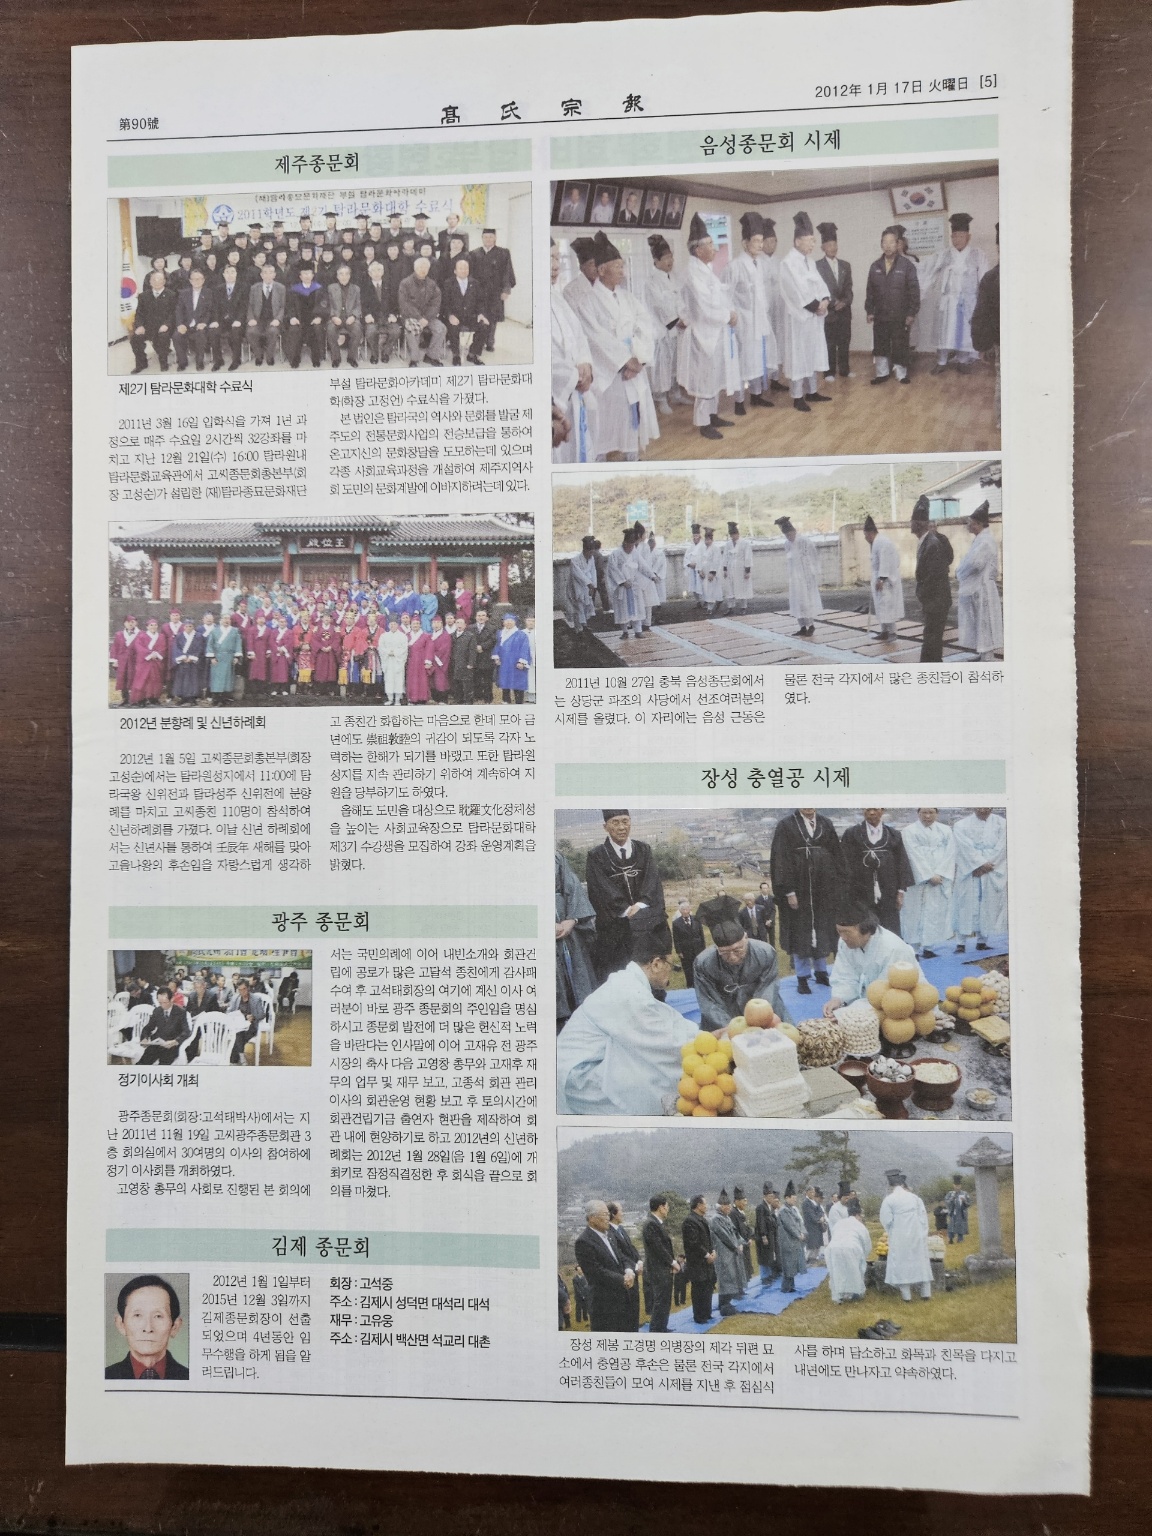 第90號
高氏宗報
2012年 1月 17日 火曜日 [5]
제주종문회
(재)탐라종묘문화재단 부설 탐라문화아카데미
2011학년도 제2기 탐라문화대학 수료식
제2기 탐라문화대학 수료식
2011년 3월 16일 입학식을 가져 1년 과
정으로 매주 수요일 2시간씩 32강좌를 마
치고 지난 12월 21일(수) 16:00 탐라원내
탐라문화교육관에서 고씨종문회총본부(회
장 고성순)가 설립한 (재)탐라종묘문화재단
부설 탐라문화아카데미 제2기 탐라문화대
학(학장 고정언) 수료식을 가졌다.
본 법인은 탐라국의 역사와 문화를 발굴 제
주도의 전통문화사업의 전승보급을 통하여
온고지신의 문화창달을 도모하는데 있으며
각종 사회교육과정을 개설하여 제주지역사
회 도민의 문화계발에 이바지하려는데 있다.
王位殿
2012년 분향례 및 신년하례회
2012년 1월 5일 고씨종문회총본부(회장
고성순)에서는 탐라원성지에서 11:00에 탐
라국왕 신위전과 탐라성주 신위전에 분향
례를 마치고 고씨종친 110명이 참석하여
신년하례회를 가졌다. 이날 신년 하례회에
서는 신년사를 통하여 壬辰年 새해를 맞아
고을나왕의 후손임을 자랑스럽게 생각하
고 종친간 화합하는 마음으로 한데 모아 금
년에도 崇祖敦睦의 귀감이 되도록 각자 노
력하는 한해가 되기를 바랬고 또한 탐라원
성지를 지속 관리하기 위하여 계속하여 지
원을 당부하기도 하였다.
올해도 도민을 대상으로 耽羅文化정체성
을 높이는 사회교육장으로 탐라문화대학
제3기 수강생을 모집하여 강좌 운영계획을
밝혔다.
광주 종문회
정기이사회 개최
광주종문회(회장:고석태박사)에서는 지
난 2011년 11월 19일 고씨광주종문회관 3
층 회의실에서 30여명의 이사의 참여하에
정기 이사회를 개최하였다.
고영창 총무의 사회로 진행된 본 회의에
서는 국민의례에 이어 내빈소개와 회관건
립에 공로가 많은 고달석 종친에게 감사패
수여 후 고석태회장의 여기에 계신 이사 여
러분이 바로 광주 종문회의 주인임을 명심
하시고 종문회 발전에 더 많은 헌신적 노력
을 바란다는 인사말에 이어 고재유 전 광주
시장의 축사 다음 고영창 총무와 고재후 재
무의 업무 및 재무 보고, 고종석 회관 관리
이사의 회관운영 현황 보고 후 토의시간에
회관건립기금 출연자 현판을 제작하여 회
관 내에 현양하기로 하고 2012년의 신년하
례회는 2012년 1월 28일(음 1월 6일)에 개
최키로 잠정직결정한 후 회식을 끝으로 회
의를 마쳤다.
김제 종문회
2012년 1월 1일부터
2015년 12월 3일까지
김제종문회장이 선출
되었으며 4년동안 임
무수행을 하게 됨을 알
려드립니다.
회장 : 고석중
주소 : 김제시 성덕면 대석리 대석
재무 : 고유웅
주소 : 김제시 백산면 석교리 대촌
음성종문회 시제
2011년 10월 27일 충북 음성종문회에서
는 상당군 파조의 사당에서 선조여러분의
시제를 올렸다. 이 자리에는 음성 근동은
물론 전국 각지에서 많은 종친들이 참석하
였다.
장성 충열공 시제
장성 제봉 고경명 의병장의 제각 뒤편 묘
소에서 충열공 후손은 물론 전국 각지에서
여러종친들이 모여 시제를 지낸 후 점심식
사를 하며 담소하고 화목과 친목을 다지고
내년에도 만나자고 약속하였다.